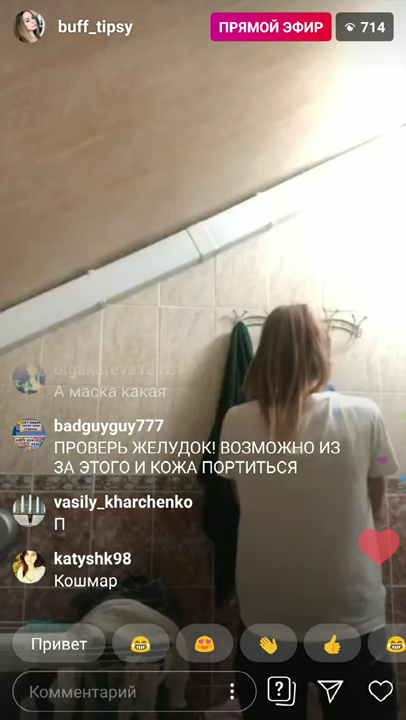 buff_tipsy
ПРЯМОЙ ЭФИР
714
А маска какая
badguyguy777
ПРОВЕРЬ ЖЕЛУДОК! ВОЗМОЖНО ИЗ
ЗА ЭТОГО И КОЖА ПОРТИТЬСЯ
vasily_kharchenko
П
katyshk98
Кошмар
Привет
Комментарий